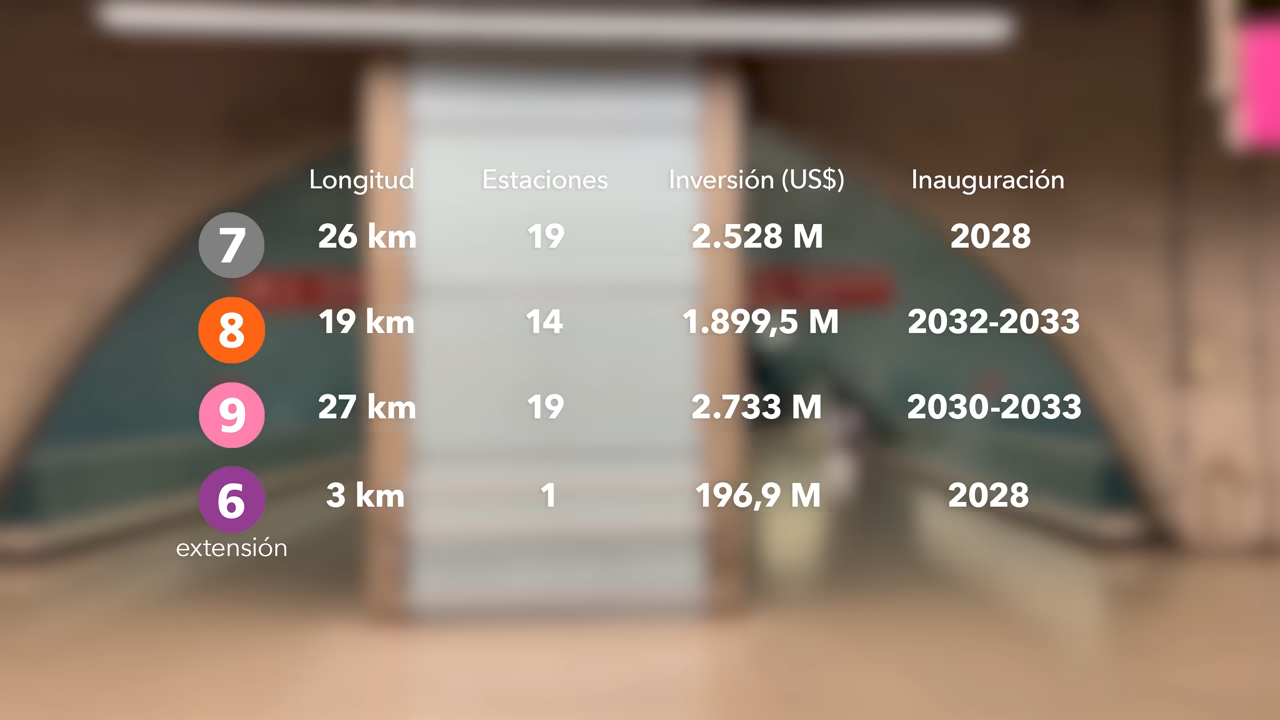 Longitud Estaciones Inversión (US$) Inauguración
7 26 km 19 2.528 M 2028
8 19 km 14 1.899,5 M 2032-2033
9 27 km 19 2.733 M 2030-2033
6 3 km 1 196,9 M 2028
extensión